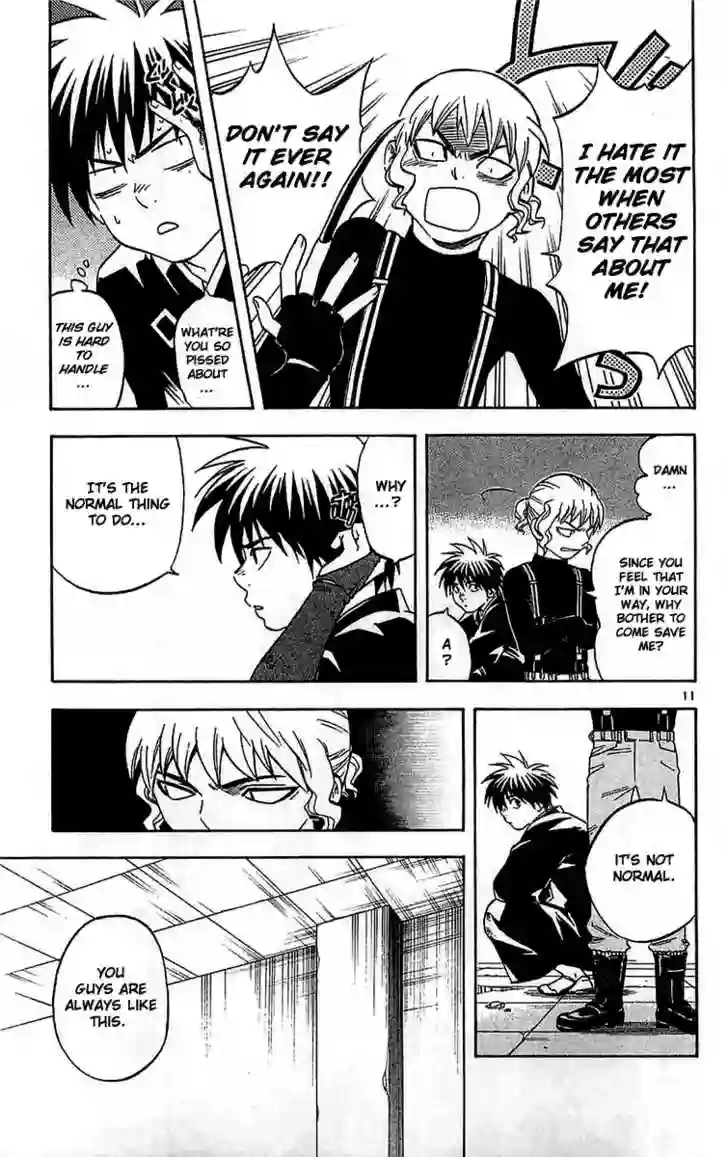 I HATE IT
THE MOST
WHEN
OTHERS
SAY THAT
ABOUT
ME!
DON'T SAY
IT EVER
AGAIN!!
WHAT'RE
YOU SO
PISSED
ABOUT
...
THIS GUY
IS HARD
TO
HANDLE
...
DAMN
...
SINCE YOU
FEEL THAT
I'M IN YOUR
WAY, WHY
BOTHER TO
COME SAVE
ME?
A
?
WHY
...?
IT'S THE
NORMAL THING
TO DO...
11
IT'S NOT
NORMAL.
YOU
GUYS ARE
ALWAYS LIKE
THIS.